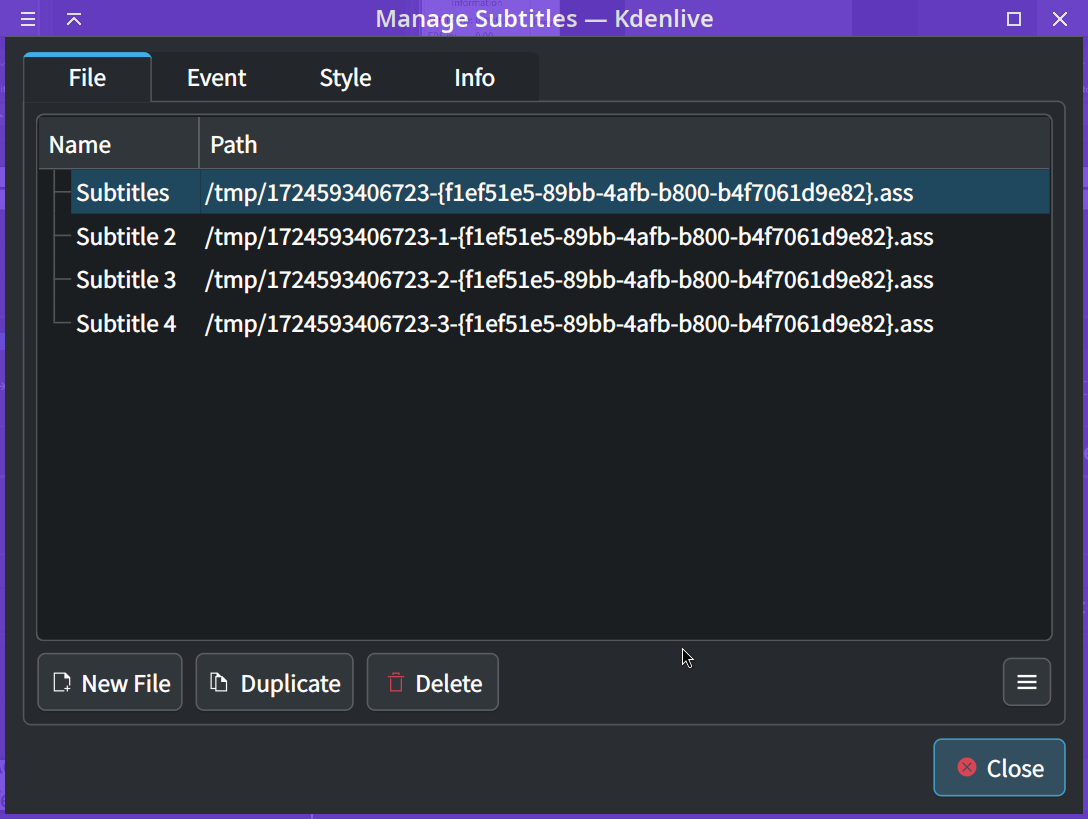 Manage Subtitles — Kdenlive
File Event Style Info
Name Path
Subtitles /tmp/1724593406723-{f1ef51e5-89bb-4afb-b800-b4f7061d9e82}.ass
Subtitle 2 /tmp/1724593406723-1-{f1ef51e5-89bb-4afb-b800-b4f7061d9e82}.ass
Subtitle 3 /tmp/1724593406723-2-{f1ef51e5-89bb-4afb-b800-b4f7061d9e82}.ass
Subtitle 4 /tmp/1724593406723-3-{f1ef51e5-89bb-4afb-b800-b4f7061d9e82}.ass
New File Duplicate Delete
Close